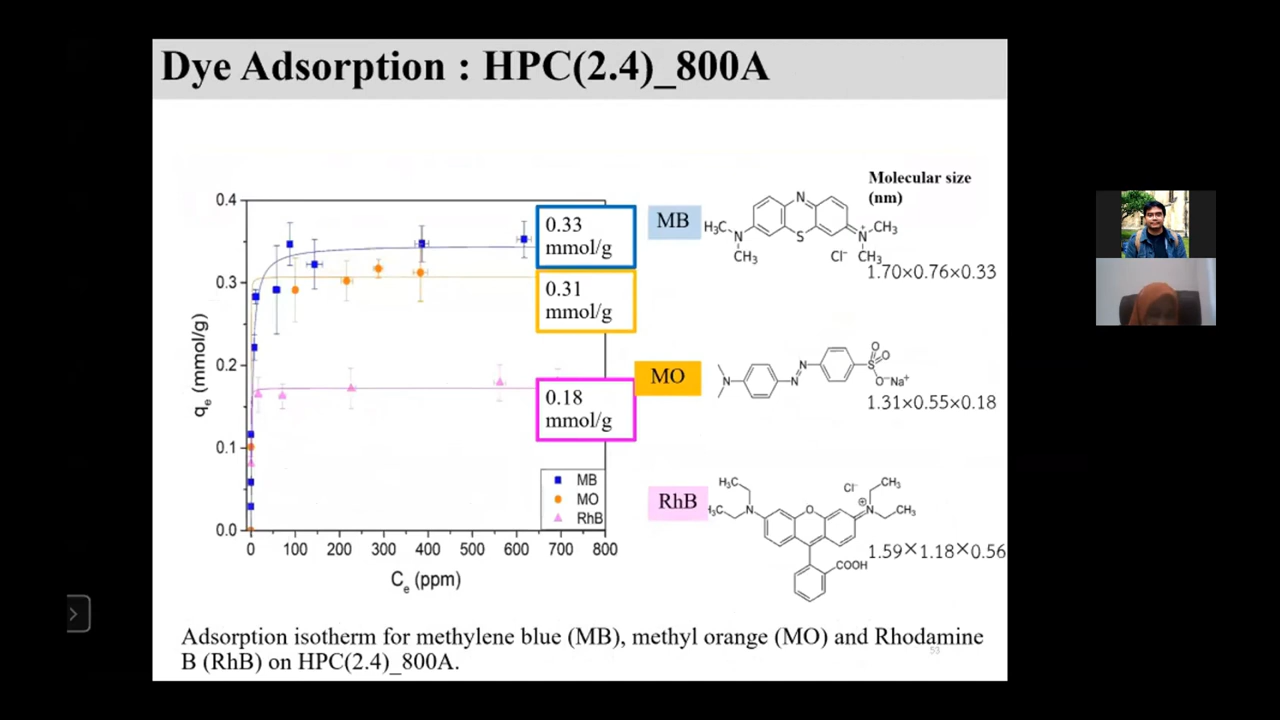 Dye Adsorption : HPC(2.4)_800A
Molecular size
(nm)
0.4
0.3
0.2
0.1
0.0
qe (mmol/g)
0
100
200
300
400
500
600
700
800
Ce (ppm)
0.33
mmol/g
0.31
mmol/g
0.18
mmol/g
MB
MO
RhB
MB
N
H₃C
N
CH₃
S
N⁺
CH₃
Cl⁻
CH₃
1.70×0.76×0.33
MO
N
N
N
O
S
O
O⁻Na⁺
1.31×0.55×0.18
RhB
H₃C
H₃C
N
O
Cl⁻
⊕
N
CH₃
CH₃
COOH
1.59×1.18×0.56
Adsorption isotherm for methylene blue (MB), methyl orange (MO) and Rhodamine
B (RhB) on HPC(2.4)_800A.
53